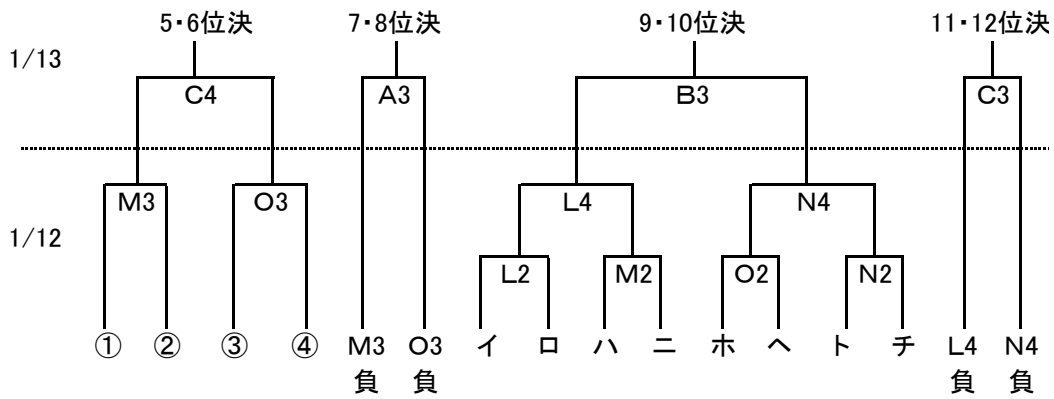 5・6位決 7・8位決 9・10位決 11・12位決
1/13
C4 A3 B3 C3
M3 O3 L4 N4
1/12
L2 M2 O2 N2
① ② ③ ④ M3 O3 イ ロ ハ ニ ホ ヘ ト チ L4 N4
負 負 負 負